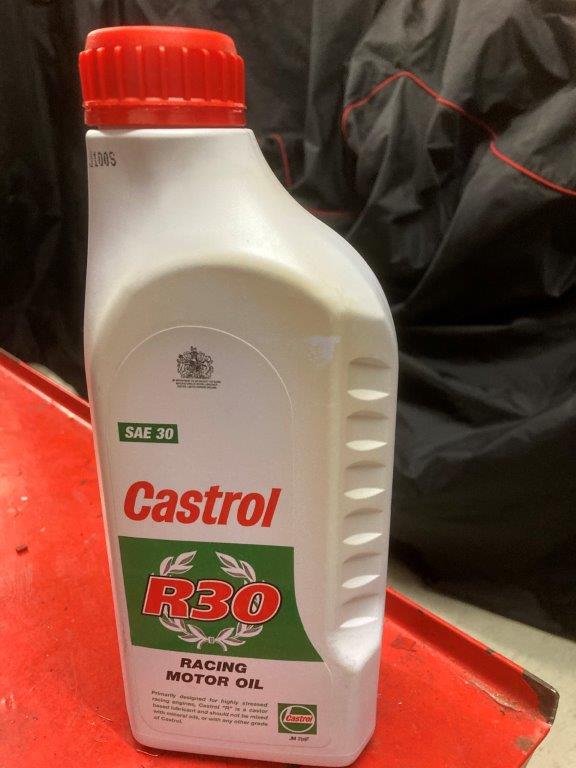 J100S
SAE 30
Castrol
R30
RACING
MOTOR OIL
Primarily designed for highly stressed
racing engines, Castrol "R" is a castor
based lubricant and should not be mixed
with mineral oils, or with any other grade
of Castrol.
Castrol